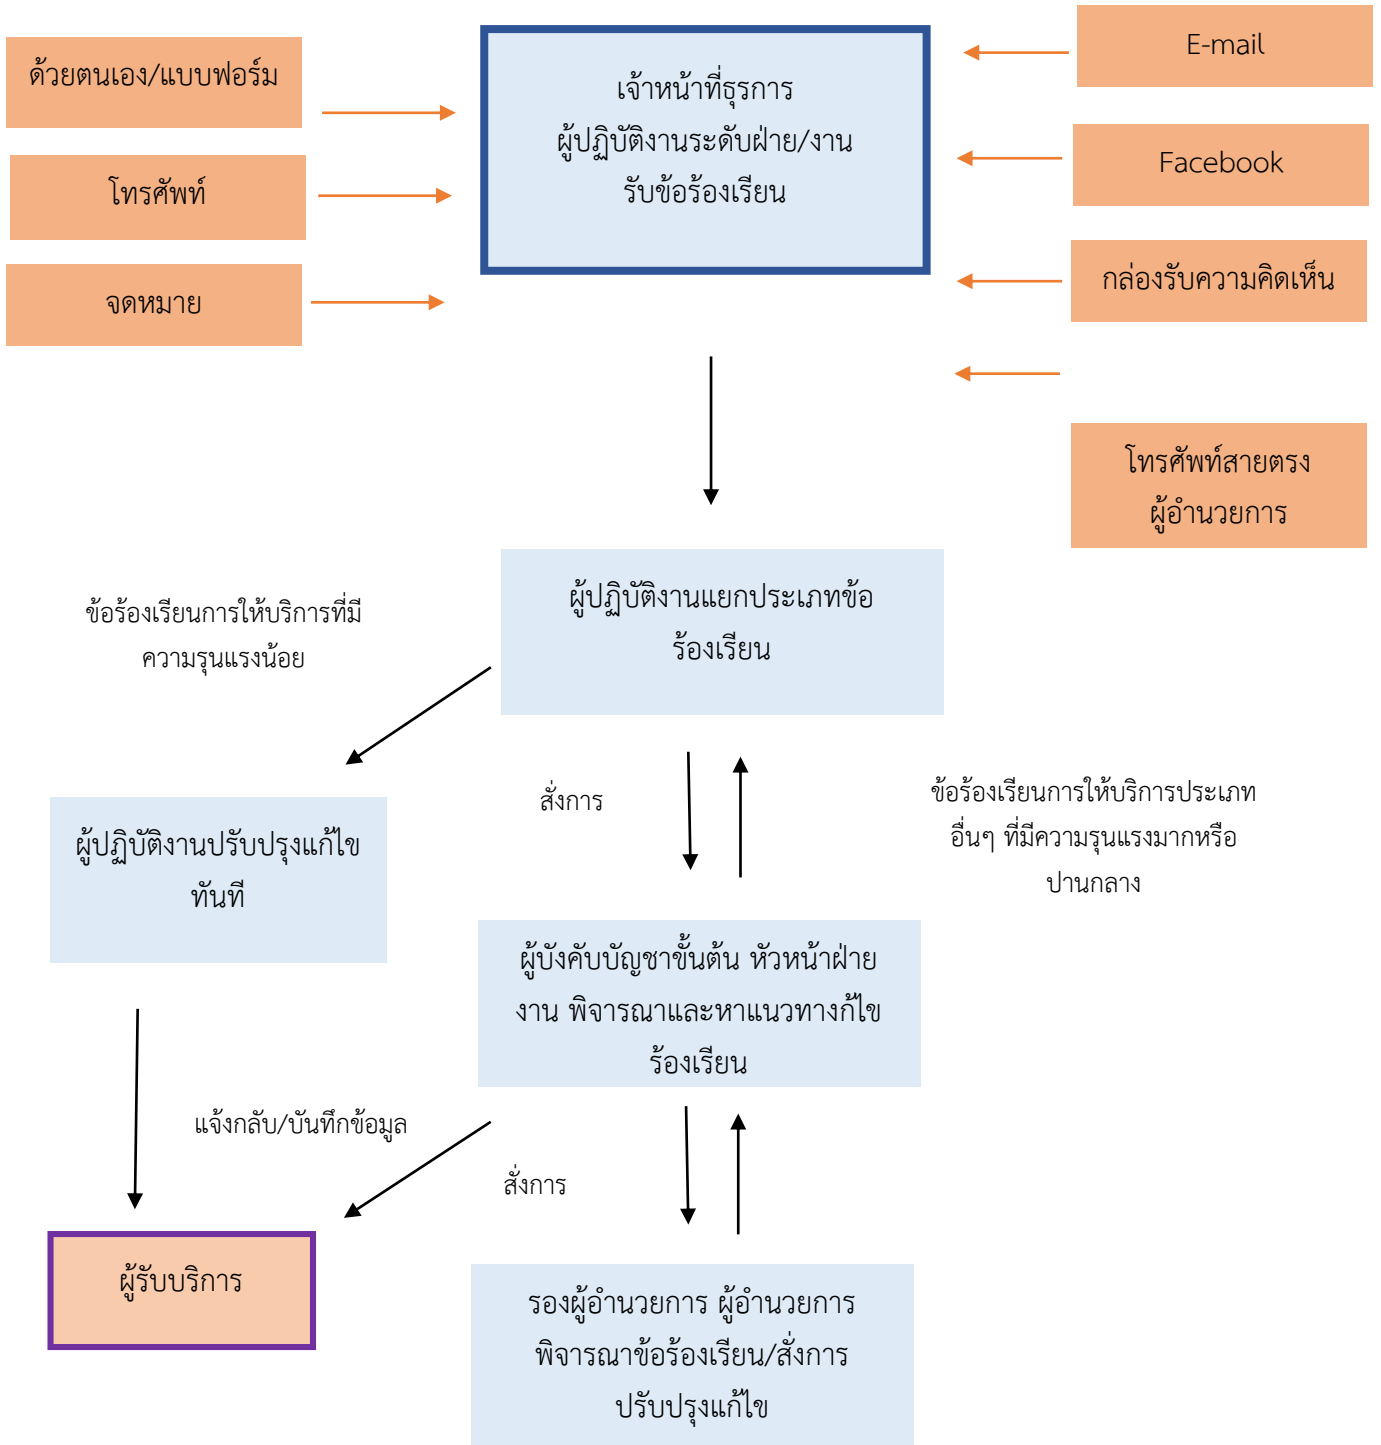 ด้วยตนเอง/แบบฟอร์ม
โทรศัพท์
จดหมาย
เจ้าหน้าที่ธุรการ
ผู้ปฏิบัติงานระดับฝ่าย/งาน
รับข้อร้องเรียน
E-mail
Facebook
กล่องรับความคิดเห็น
โทรศัพท์สายตรง
ผู้อำนวยการ
ผู้ปฏิบัติงานแยกประเภทข้อ
ร้องเรียน
ข้อร้องเรียนการให้บริการที่มี
ความรุนแรงน้อย
สั่งการ
ข้อร้องเรียนการให้บริการประเภท
อื่นๆ ที่มีความรุนแรงมากหรือ
ปานกลาง
ผู้ปฏิบัติงานปรับปรุงแก้ไข
ทันที
ผู้บังคับบัญชาขั้นต้น หัวหน้าฝ่าย
งาน พิจารณาและหาแนวทางก้ไข
ร้องเรียน
แจ้งกลับ/บันทึกข้อมูล
สั่งการ
ผู้รับบริการ
รองผู้อำนวยการ ผู้อำนวยการ
พิจารณาข้อร้องเรียน/สั่งการ
ปรับปรุงแก้ไข